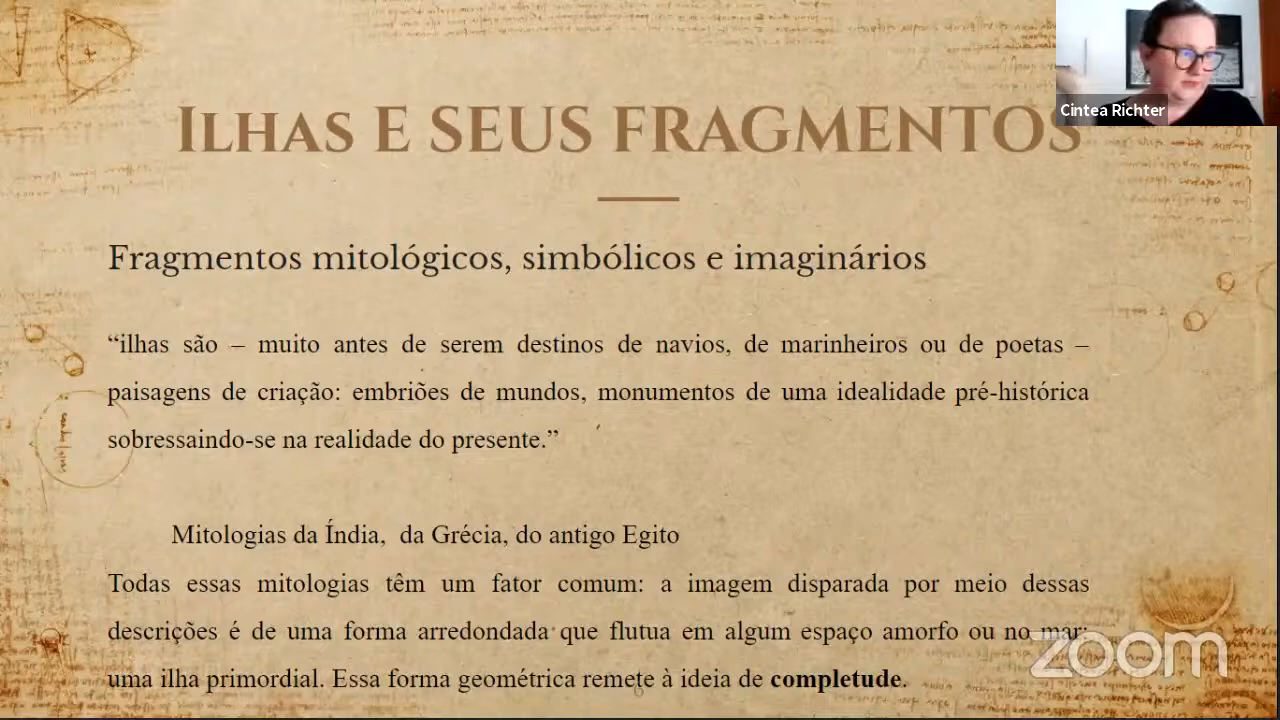 Cintea Richter
Ilhas E SEUS FRAGMENTOS
Fragmentos mitológicos, simbólicos e imaginários
“ilhas são – muito antes de serem destinos de navios, de marinheiros ou de poetas –
paisagens de criação: embriões de mundos, monumentos de uma idealidade pré-histórica
sobressaindo-se na realidade do presente.”
Mitologias da Índia, da Grécia, do antigo Egito
Todas essas mitologias têm um fator comum: a imagem disparada por meio dessas
descrições é de uma forma arredondada que flutua em algum espaço amorfo ou no mar:
uma ilha primordial. Essa forma geométrica remete à ideia de completude.
zoom
6